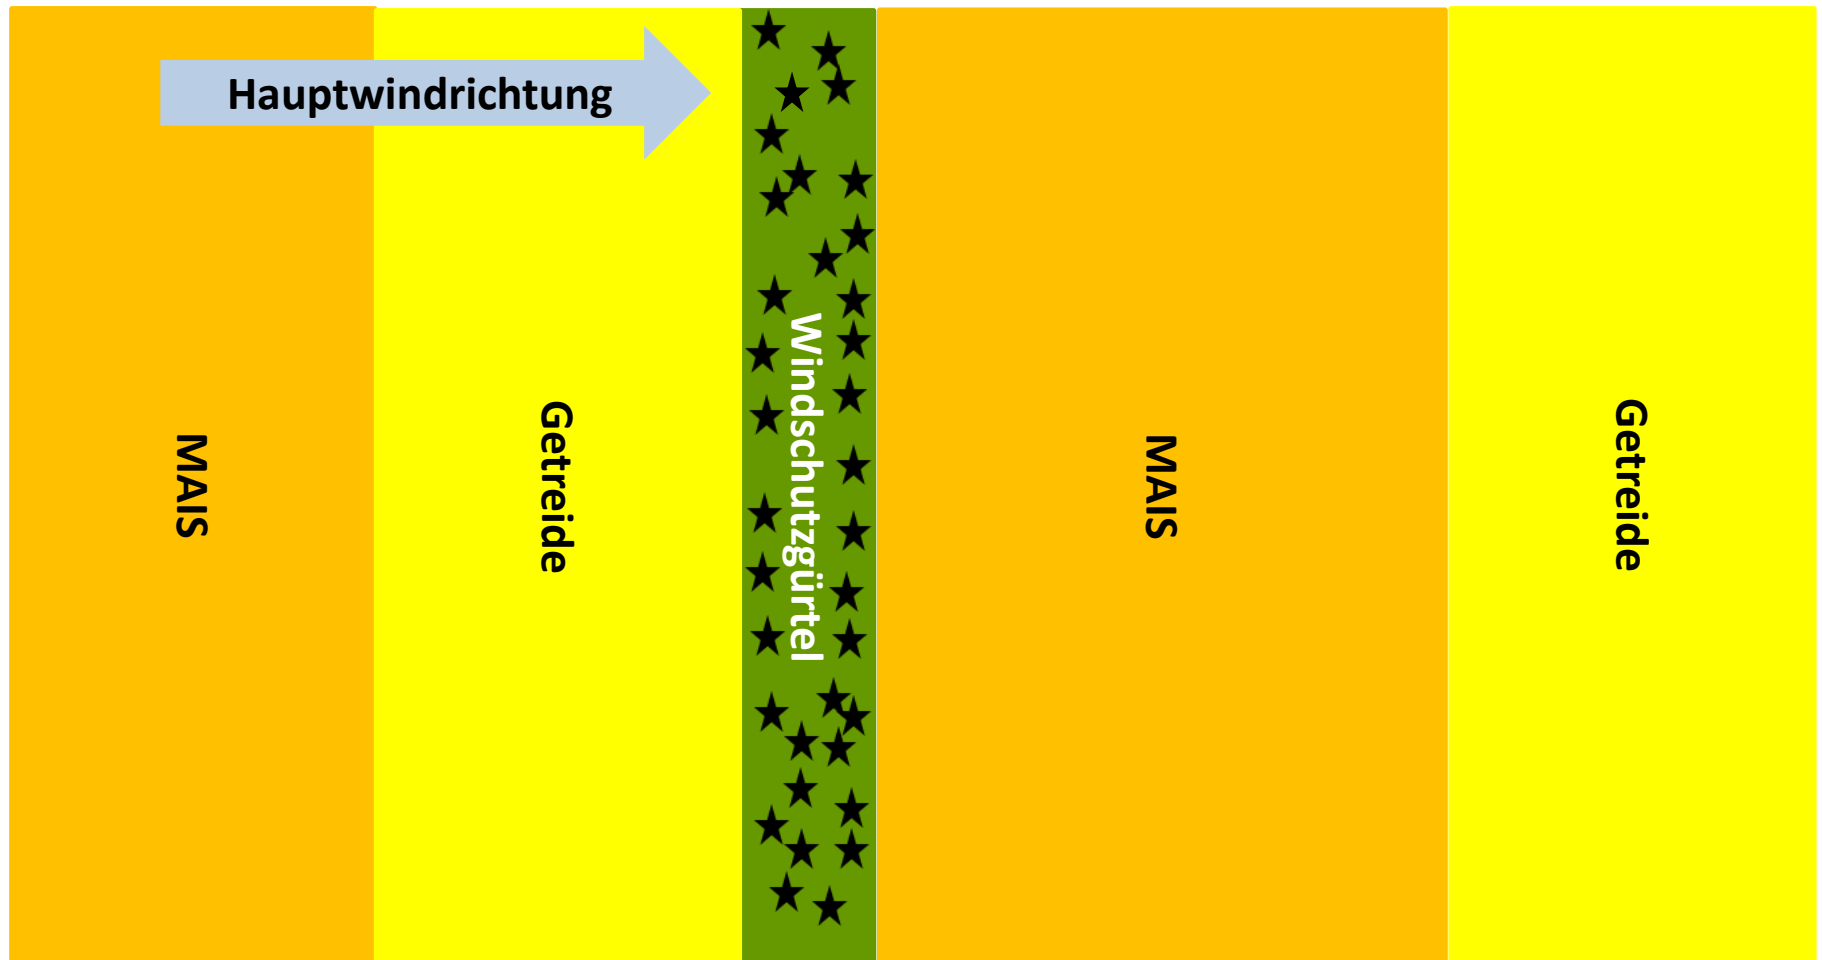 Hauptwindrichtung
MAIS
Getreide
Windschutzgürtel
MAIS
Getreide